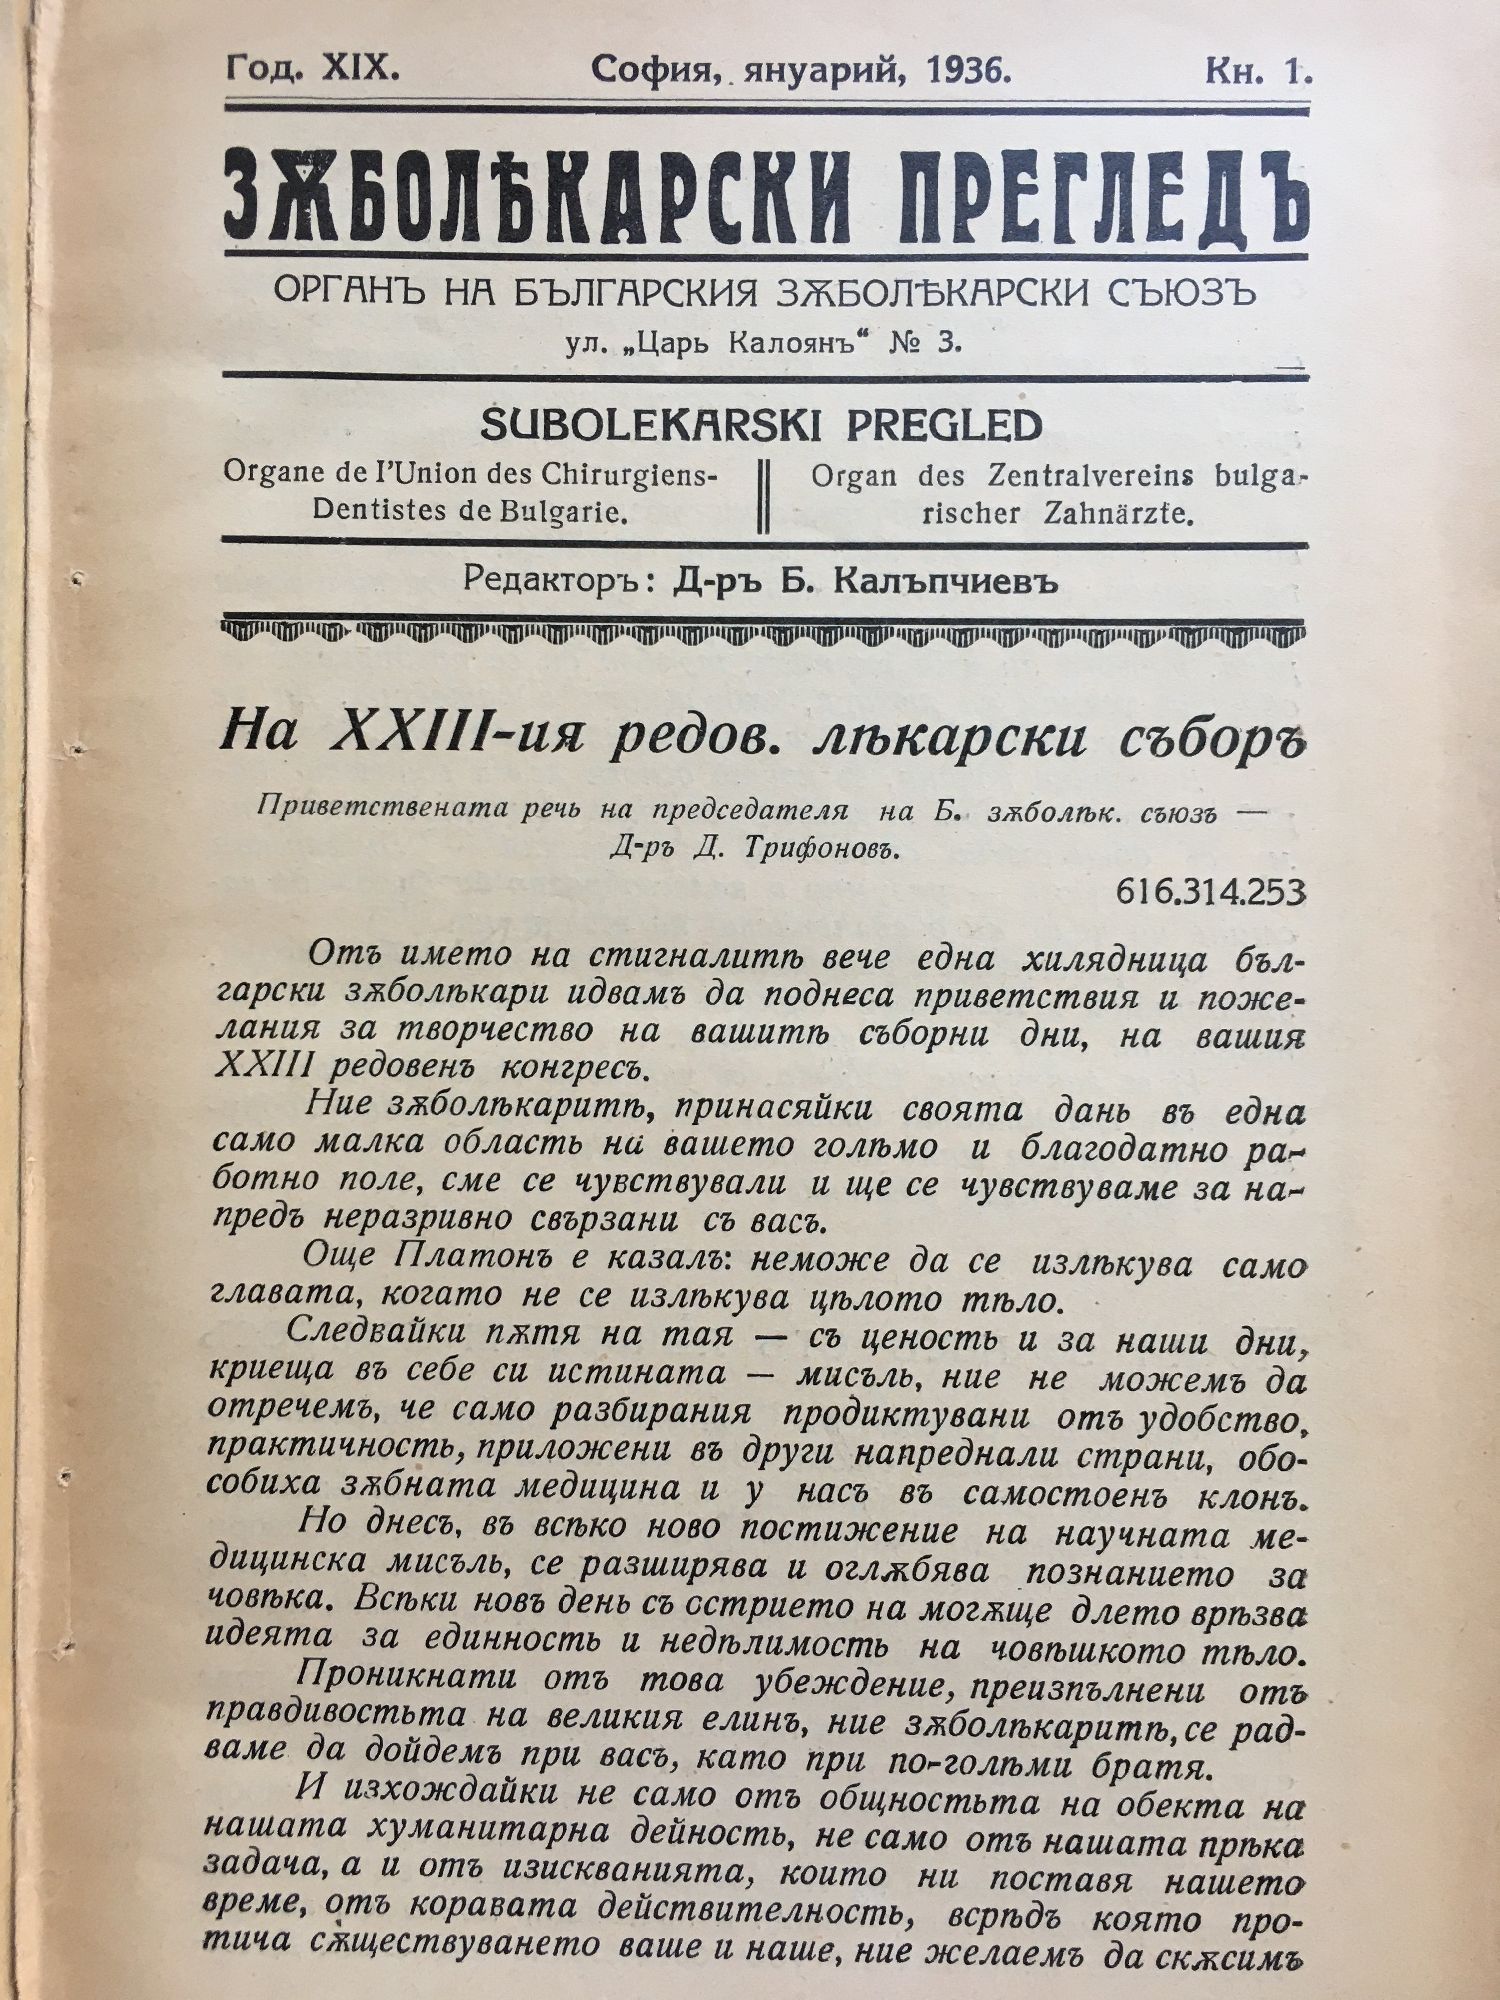 Год. XIX. София, януарий, 1936. Кн. 1.
ЗѪБОЛѢКАРСКИ ПРЕГЛЕДЪ
ОРГАНЪ НА БЪЛГАРСКИЯ ЗѪБОЛѢКАРСКИ СЪЮЗЪ
ул. „Царь Калоянъ“ № 3.
SUBOLEKARSKI PREGLED
Organe de l'Union des Chirurgiens-
Dentistes de Bulgarie.
Organ des Zentralvereins bulga-
rischer Zahnärzte.
Редакторъ: Д-ръ Б. Калъпчиевъ
На XXIII-ия редов. лѣкарски съборъ
Приветствената речь на председателя на Б. зѫболѣк. съюзъ —
Д-ръ Д. Трифоновъ.
616.314.253
Отъ името на стигналитѣ вече една хилядница бъл-
гарски зѫболѣкари идвамъ да поднеса приветствия и поже-
лания за творчество на вашитѣ съборни дни, на вашия
XXIII редовенъ конгресъ.
Ние зѫболѣкаритѣ, принасяйки своята дань въ една
само малка область на вашето голѣмо и благодатно ра-
ботно поле, сме се чувствували и ще се чувствуваме за на-
предъ неразривно свързани съ васъ.
Още Платонъ е казалъ: неможе да се излѣкува само
главата, когато не се излѣкува цѣлото тѣло.
Следвайки пѫтя на тая — съ ценость и за наши дни,
криеща въ себе си истината — мисъль, ние не можемъ да
отречемъ, че само разбирания продиктувани отъ удобство,
практичность, приложени въ други напреднали страни, обо-
собиха зѫбната медицина и у насъ въ самостоенъ клонъ.
Но днесъ, въ всѣко ново постижение на научната ме-
дицинска мисъль, се разширява и оглѫбява познанието за
човѣка. Всѣки новъ день съ острието на могѫще длето врѣзва
идеята за единность и недѣлимость на човѣшкото тѣло.
Проникнати отъ това убеждение, преизпълнени отъ
правдивостьта на великия елинъ, ние зѫболѣкаритѣ, се рад-
ваме да дойдемъ при васъ, като при по-голѣми братя.
И изхождайки не само отъ общностьта на обекта на
нашата хуманитарна дейность, не само отъ нашата прѣка
задача, а и отъ изискванията, които ни поставя нашето
време, отъ коравата действителность, всрѣдъ която про-
тича сѫществуването ваше и наше, ние желаемъ да скѫсимъ